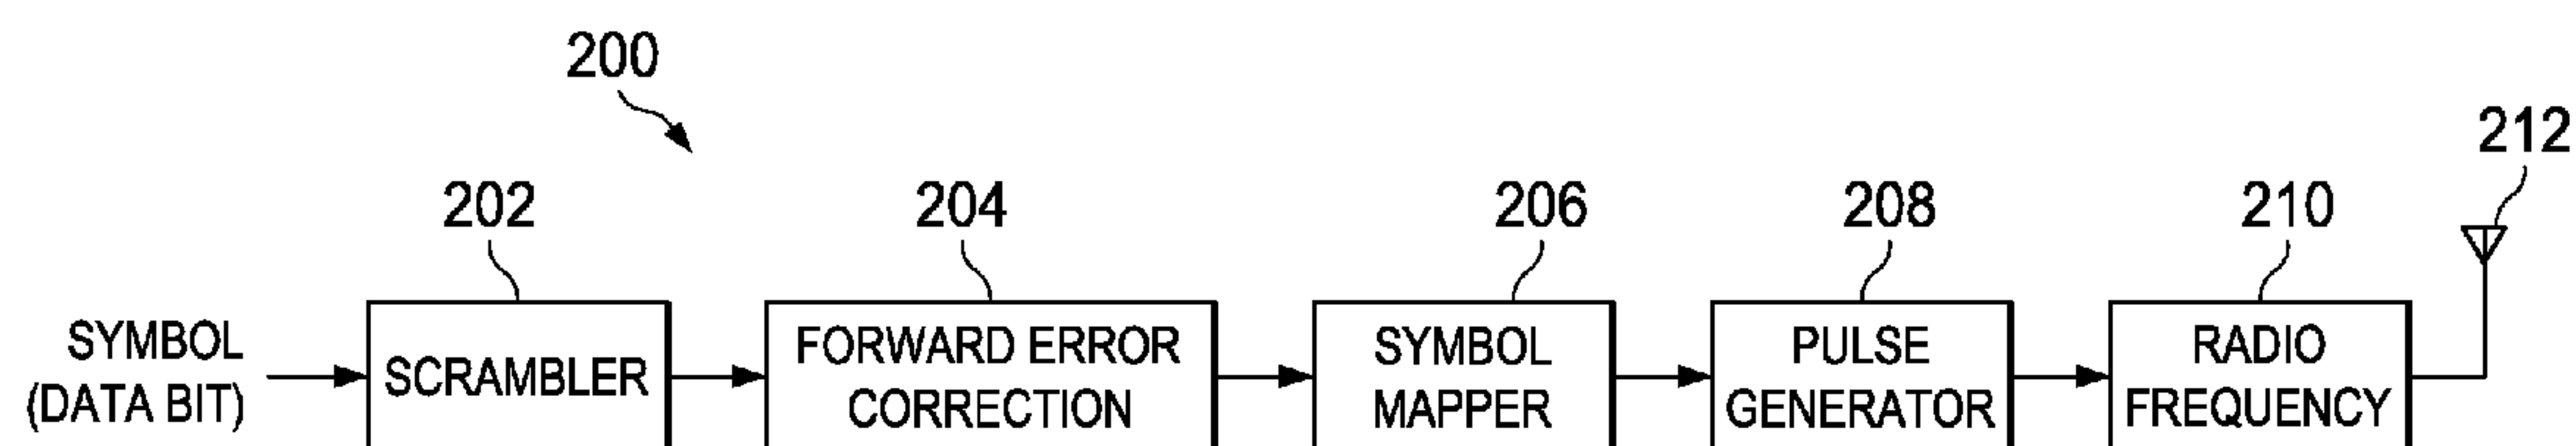 200
212
202
204
206
208
210
SYMBOL
(DATA BIT)
SCRAMBLER
FORWARD ERROR
CORRECTION
SYMBOL
MAPPER
PULSE
GENERATOR
RADIO
FREQUENCY